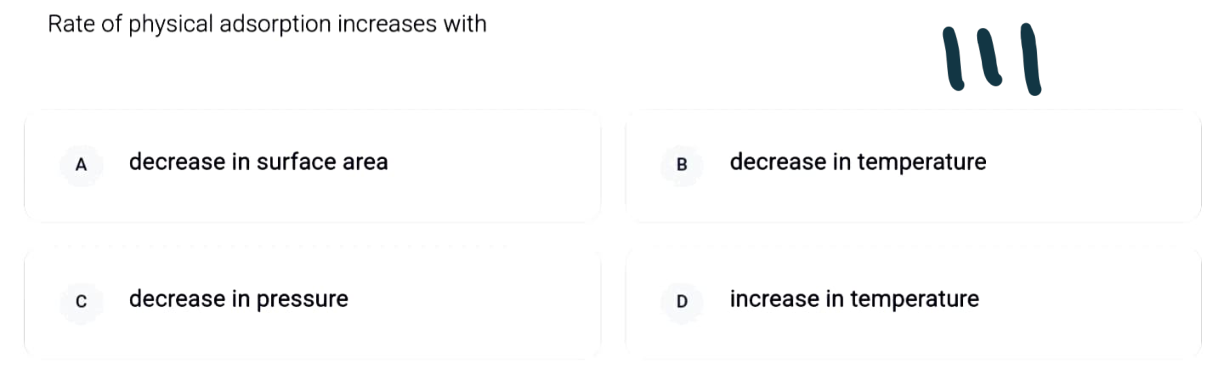 Rate of physical adsorption increases with
A decrease in surface area
B decrease in temperature
C decrease in pressure
D increase in temperature